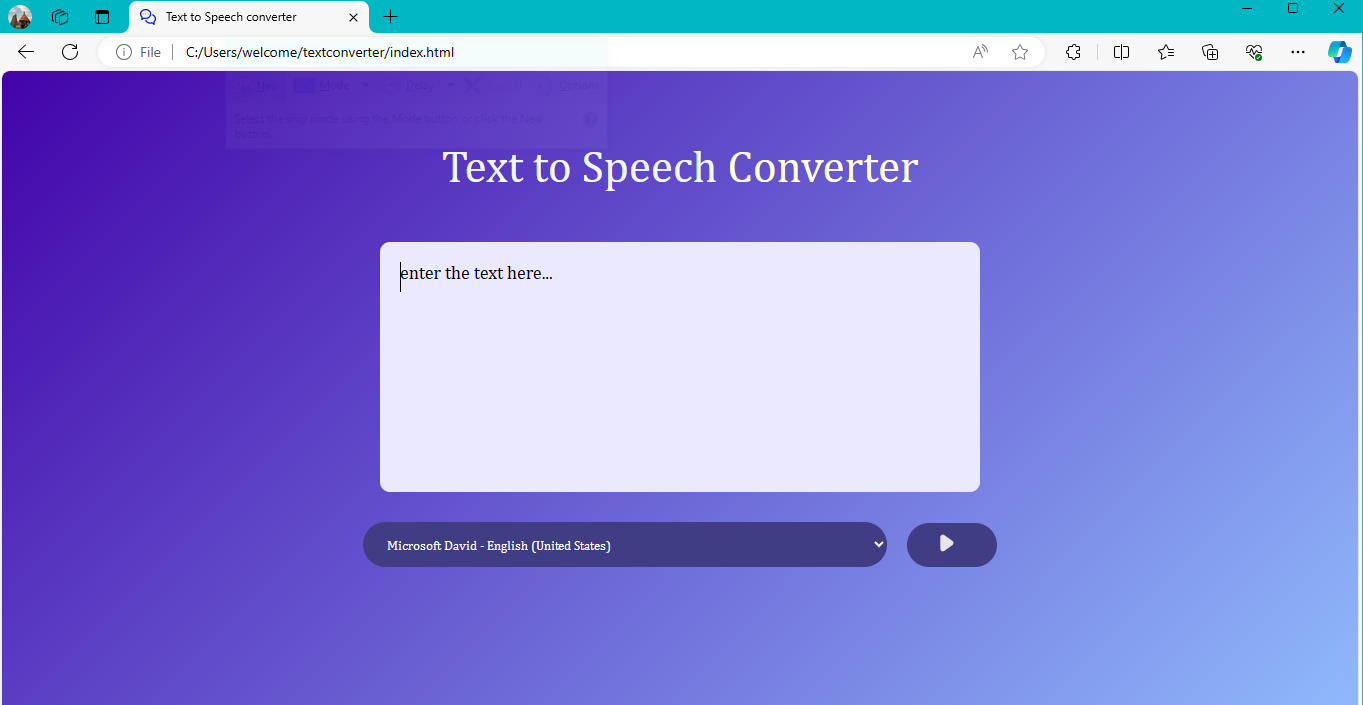 Text to Speech converter
File
C:/Users/welcome/textconverter/index.html
New Mode Delay Options
Select the snip mode using the Mode button or click the New
button.
Text to Speech Converter
enter the text here...
Microsoft David - English (United States)